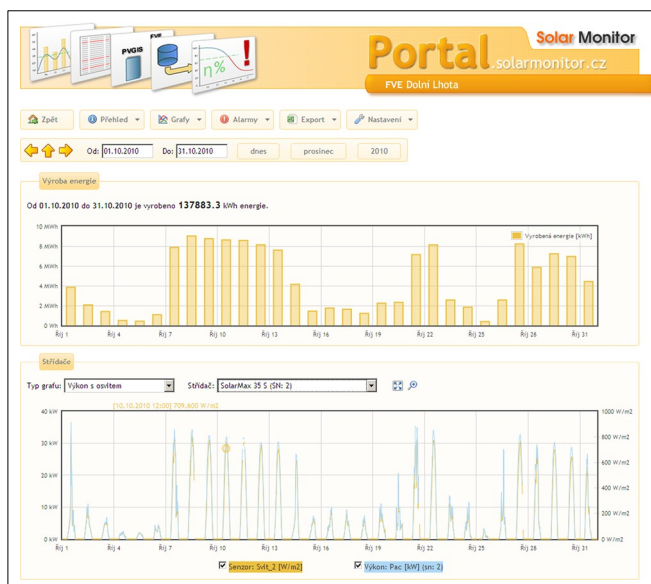 PVGIS
FVE
η%
!
Solar Monitor
Portal.solarmonitor.cz
FVE Dolní Lhota
Zpět
Přehled
Grafy
Alarmy
Export
Nastavení
Od: 01.10.2010 Do: 31.10.2010 dnes prosinec 2010
Výroba energie
Od 01.10.2010 do 31.10.2010 je vyrobeno 137883.3 kWh energie.
10 MWh
8 MWh
6 MWh
4 MWh
2 MWh
0 Wh
Vyrobená energie [kWh]
Říj 1 Říj 4 Říj 7 Říj 10 Říj 13 Říj 16 Říj 19 Říj 22 Říj 25 Říj 28 Říj 31
Střídače
Typ grafu: Výkon s osvitem Střídač: SolarMax 35 S (SN: 2)
[10.10.2010 12:00] 709.600 W/m2
40 kW
30 kW
20 kW
10 kW
0 kW
1000 W/m2
800 W/m2
600 W/m2
400 W/m2
200 W/m2
0 W/m2
Říj 1 Říj 4 Říj 7 Říj 10 Říj 13 Říj 16 Říj 19 Říj 22 Říj 25 Říj 28 Říj 31
Senzor: Svit_2 [W/m2]
Výkon: Pac [kW] (sn: 2)